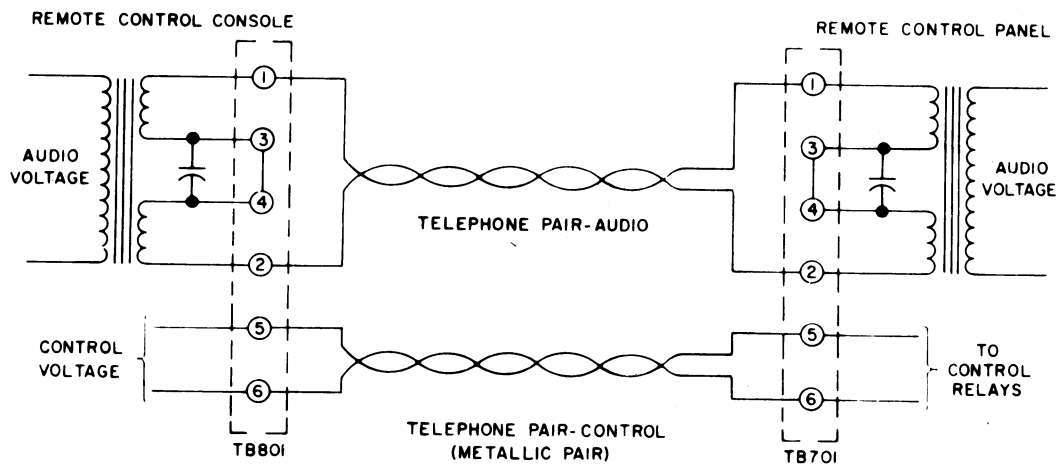 REMOTE CONTROL CONSOLE
REMOTE CONTROL PANEL
1
3
4
2
5
6
1
3
4
2
5
6
AUDIO
VOLTAGE
AUDIO
VOLTAGE
TELEPHONE PAIR-AUDIO
CONTROL
VOLTAGE
TO
CONTROL
RELAYS
TELEPHONE PAIR-CONTROL
(METALLIC PAIR)
TB801
TB701